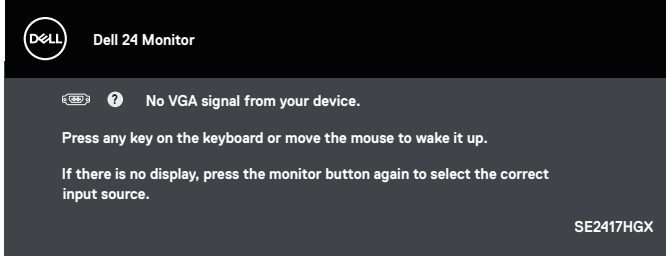 DELL
Dell 24 Monitor
No VGA signal from your device.
Press any key on the keyboard or move the mouse to wake it up.
If there is no display, press the monitor button again to select the correct
input source.
SE2417HGX